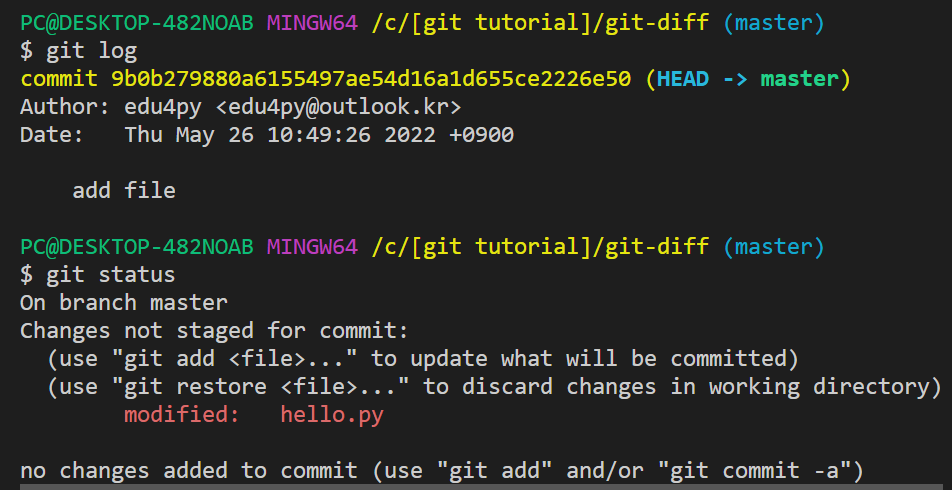 PC@DESKTOP-482NOAB MINGW64 /c/[git tutorial]/git-diff (master)
$ git log
commit 9b0b279880a6155497ae54d16a1d655ce2226e50 (HEAD -> master)
Author: edu4py <edu4py@outlook.kr>
Date:   Thu May 26 10:49:26 2022 +0900
    add file
PC@DESKTOP-482NOAB MINGW64 /c/[git tutorial]/git-diff (master)
$ git status
On branch master
Changes not staged for commit:
  (use "git add <file>..." to update what will be committed)
  (use "git restore <file>..." to discard changes in working directory)
        modified:   hello.py
no changes added to commit (use "git add" and/or "git commit -a")